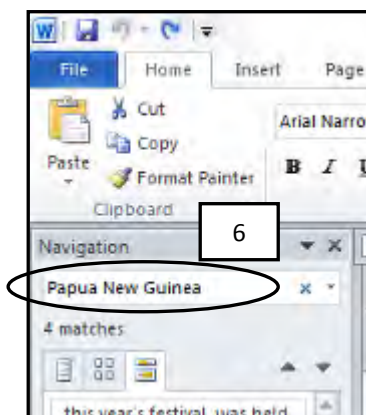 W
File Home Insert Page
Cut
Copy
Paste
Format Painter
Arial Narro
B I U
Clipboard
6
Navigation
Papua New Guinea
4 matches
this year's festival, was held